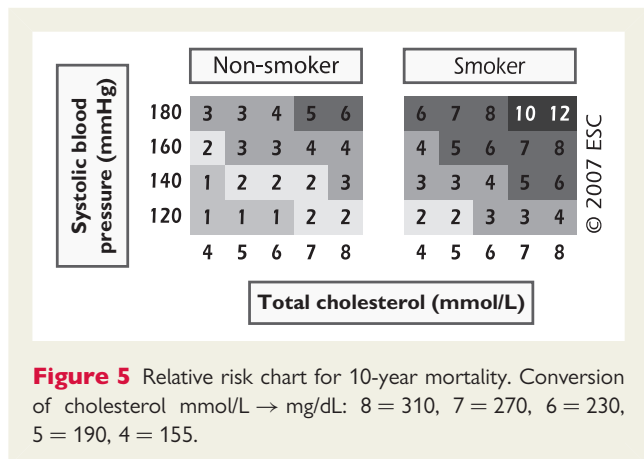 Non-smoker Smoker
Systolic blood
pressure (mmHg)
180 3 3 4 5 6 6 7 8 10 12
160 2 3 3 4 4 4 5 6 7 8
140 1 2 2 2 3 3 3 4 5 6
120 1 1 1 2 2 2 2 3 3 4
4 5 6 7 8 4 5 6 7 8
© 2007 ESC
Total cholesterol (mmol/L)
Figure 5 Relative risk chart for 10-year mortality. Conversion
of cholesterol mmol/L → mg/dL: 8 = 310, 7 = 270, 6 = 230,
5 = 190, 4 = 155.